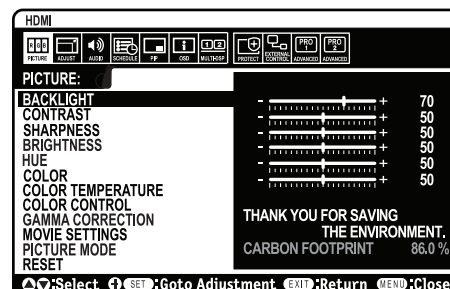 HDMI
RGB
PICTURE ADJUST AUDIO SCHEDULE PIP OSD MULTI-DSP PROTECT EXTERNAL CONTROL PRO ADVANCED PRO 2 ADVANCED
PICTURE:
BACKLIGHT - + 70
CONTRAST - + 50
SHARPNESS - + 50
BRIGHTNESS - + 50
HUE - + 50
COLOR - + 50
COLOR TEMPERATURE
COLOR CONTROL
GAMMA CORRECTION
MOVIE SETTINGS
PICTURE MODE
RESET
THANK YOU FOR SAVING
THE ENVIRONMENT.
CARBON FOOTPRINT 86.0 %
:Select SET :Goto Adjustment EXIT :Return MENU :Close